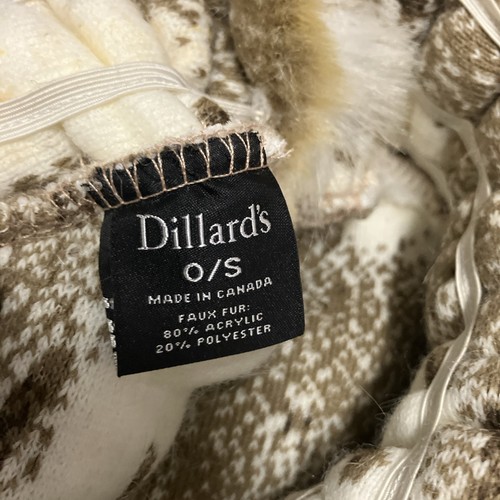 Dillard's
O/S
MADE IN CANADA
FAUX FUR:
80% ACRYLIC
20% POLYESTER